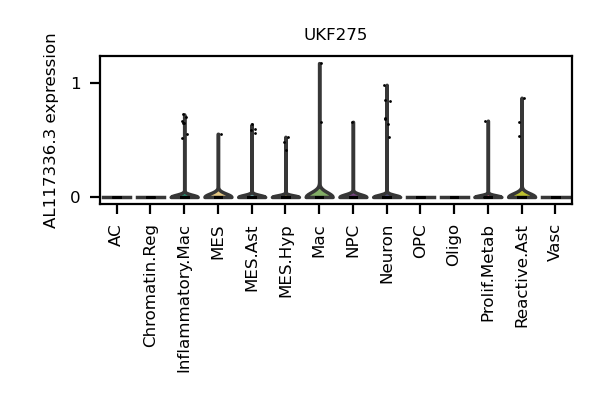 UKF275
AL117336.3 expression
1
0
AC
Chromatin.Reg
Inflammatory.Mac
MES
MES.Ast
MES.Hyp
Mac
NPC
Neuron
OPC
Oligo
Prolif.Metab
Reactive.Ast
Vasc